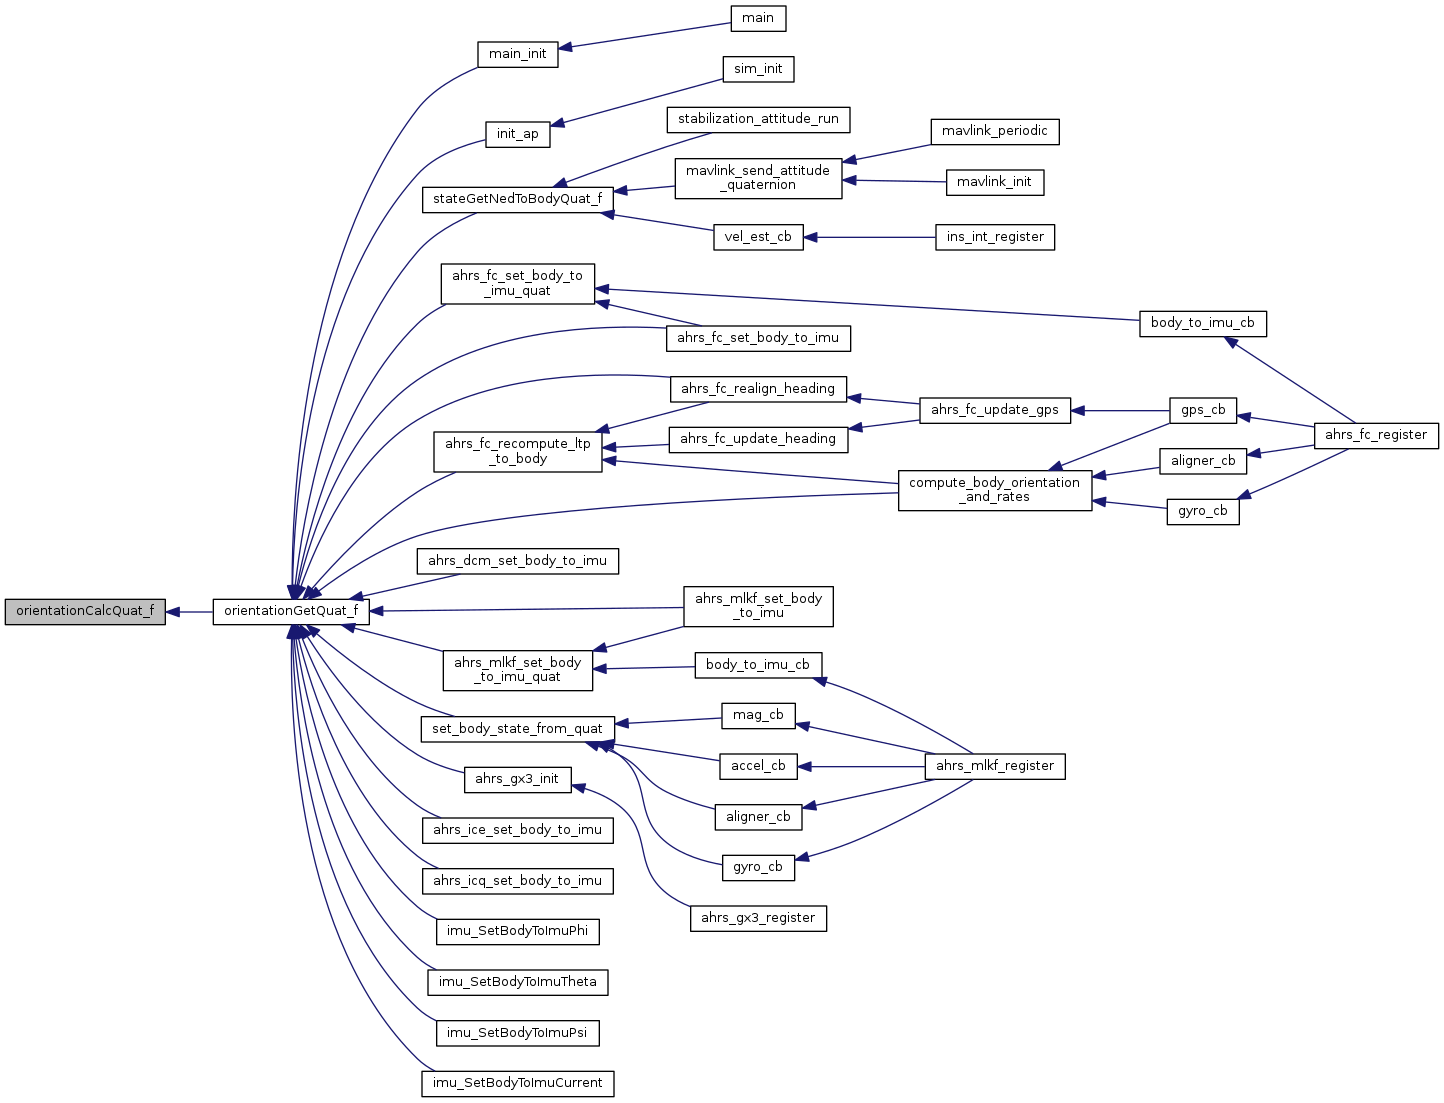 main
main_init
sim_init
stabilization_attitude_run
init_ap
mavlink_periodic
mavlink_send_attitude
_quaternion
mavlink_init
stateGetNedToBodyQuat_f
vel_est_cb
ins_int_register
ahrs_fc_set_body_to
_imu_quat
body_to_imu_cb
ahrs_fc_set_body_to_imu
ahrs_fc_realign_heading
ahrs_fc_update_gps
gps_cb
ahrs_fc_register
ahrs_fc_recompute_ltp
_to_body
ahrs_fc_update_heading
aligner_cb
compute_body_orientation
_and_rates
gyro_cb
ahrs_dcm_set_body_to_imu
orientationCalcQuat_f
orientationGetQuat_f
ahrs_mlkf_set_body
_to_imu
ahrs_mlkf_set_body
_to_imu_quat
body_to_imu_cb
set_body_state_from_quat
mag_cb
accel_cb
ahrs_mlkf_register
ahrs_gx3_init
aligner_cb
ahrs_ice_set_body_to_imu
gyro_cb
ahrs_icq_set_body_to_imu
ahrs_gx3_register
imu_SetBodyToImuPhi
imu_SetBodyToImuTheta
imu_SetBodyToImuPsi
imu_SetBodyToImuCurrent